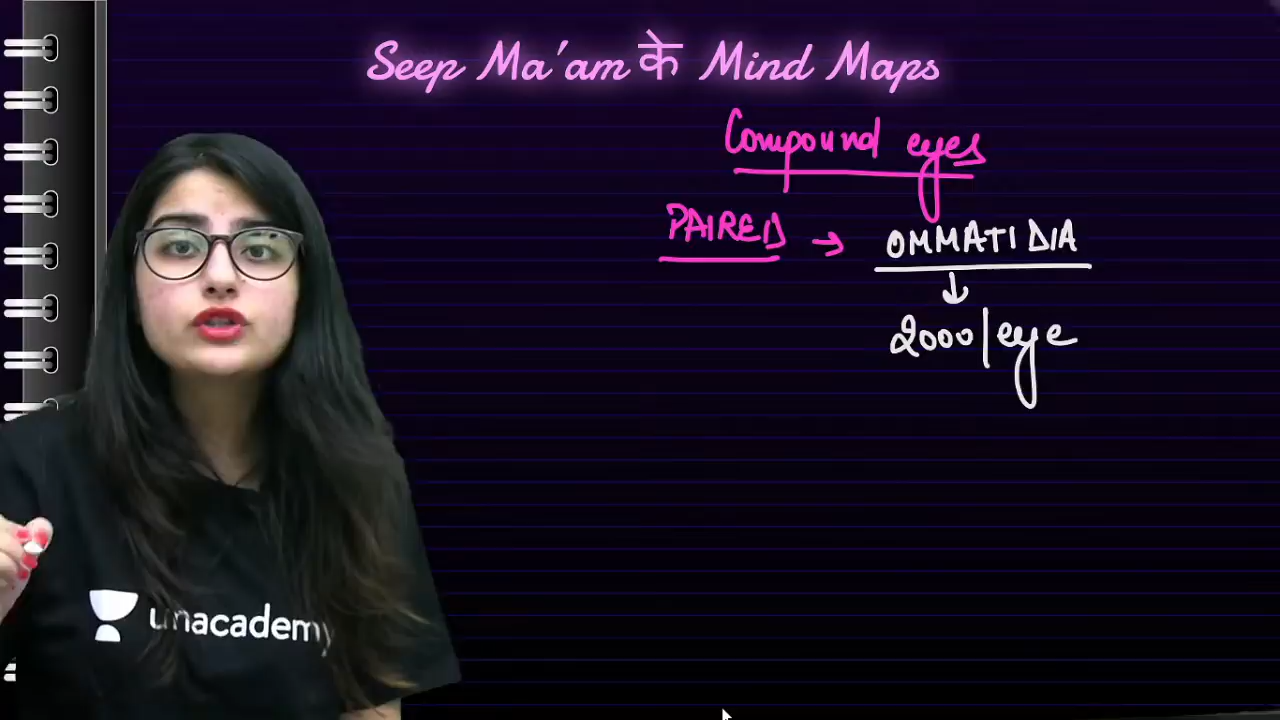 Seep Ma'am के Mind Maps
Compound eyes
PAIRED → OMMATIDIA
↓
2000/eye
unacademy